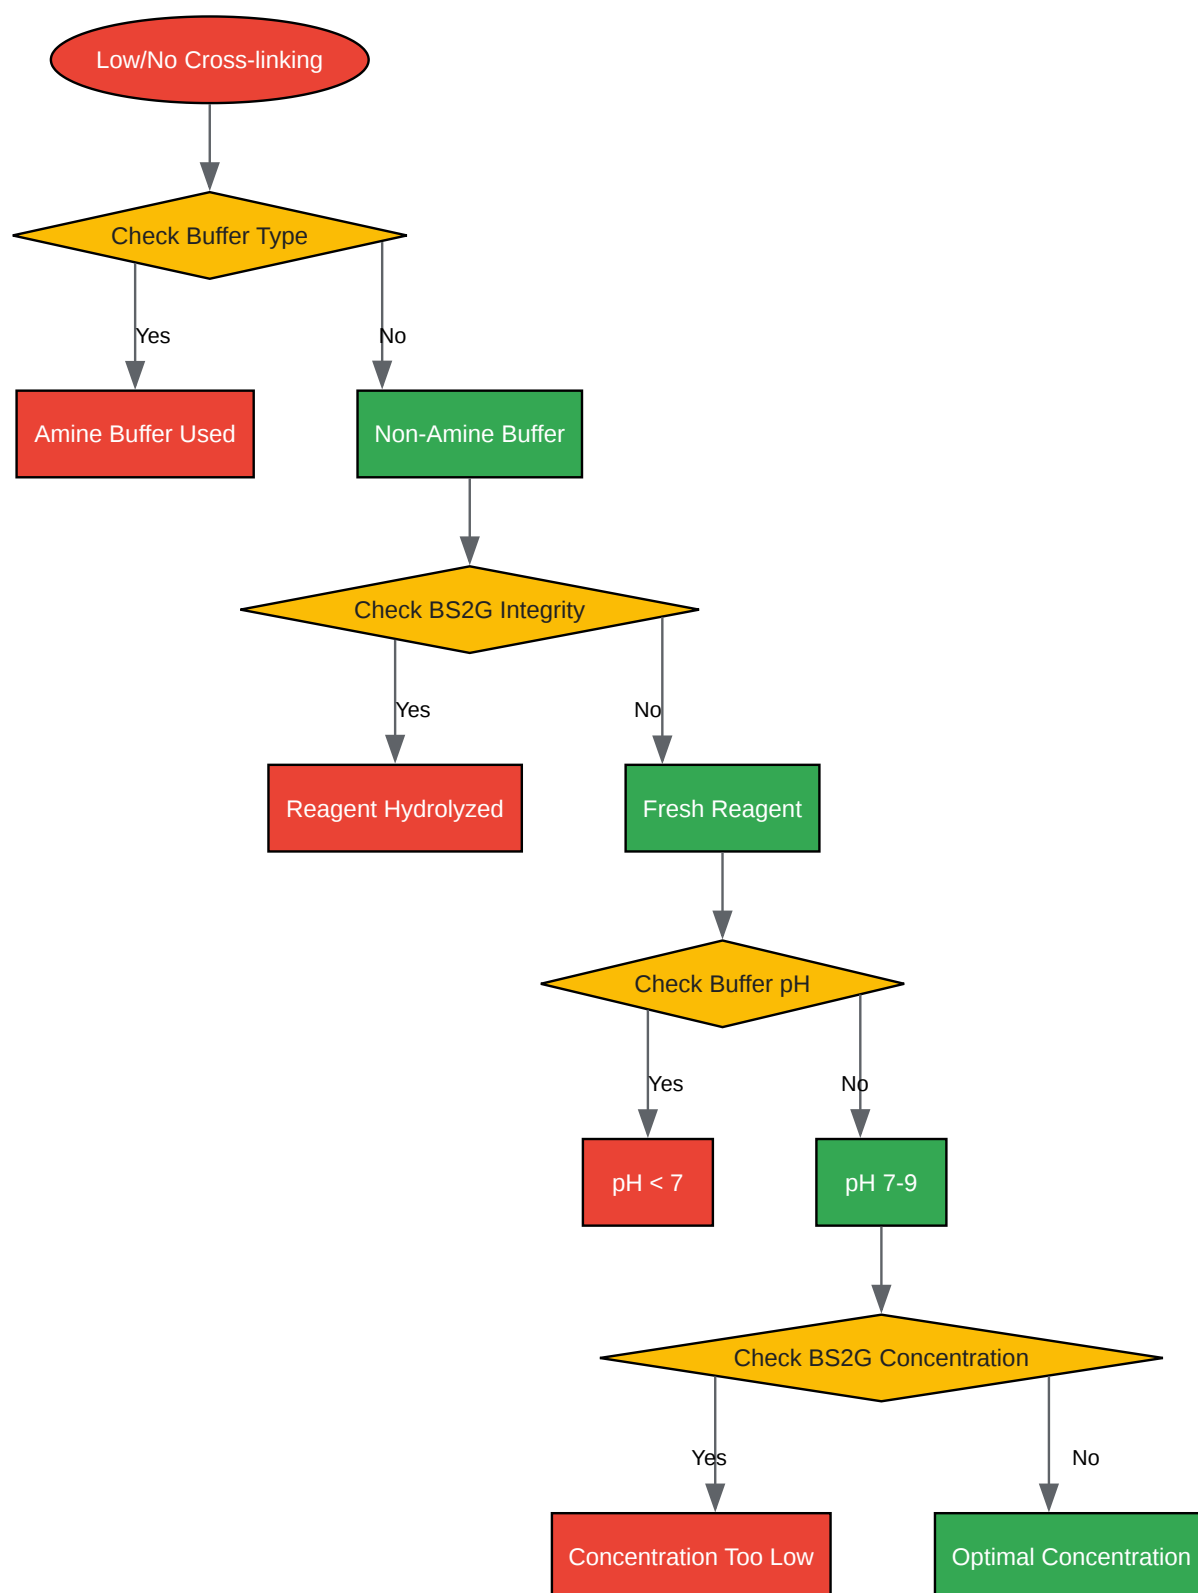 Low/No Cross-linking
Check Buffer Type
Yes
No
Amine Buffer Used
Non-Amine Buffer
Check BS2G Integrity
Yes
No
Reagent Hydrolyzed
Fresh Reagent
Check Buffer pH
Yes
No
pH < 7
pH 7-9
Check BS2G Concentration
Yes
No
Concentration Too Low
Optimal Concentration